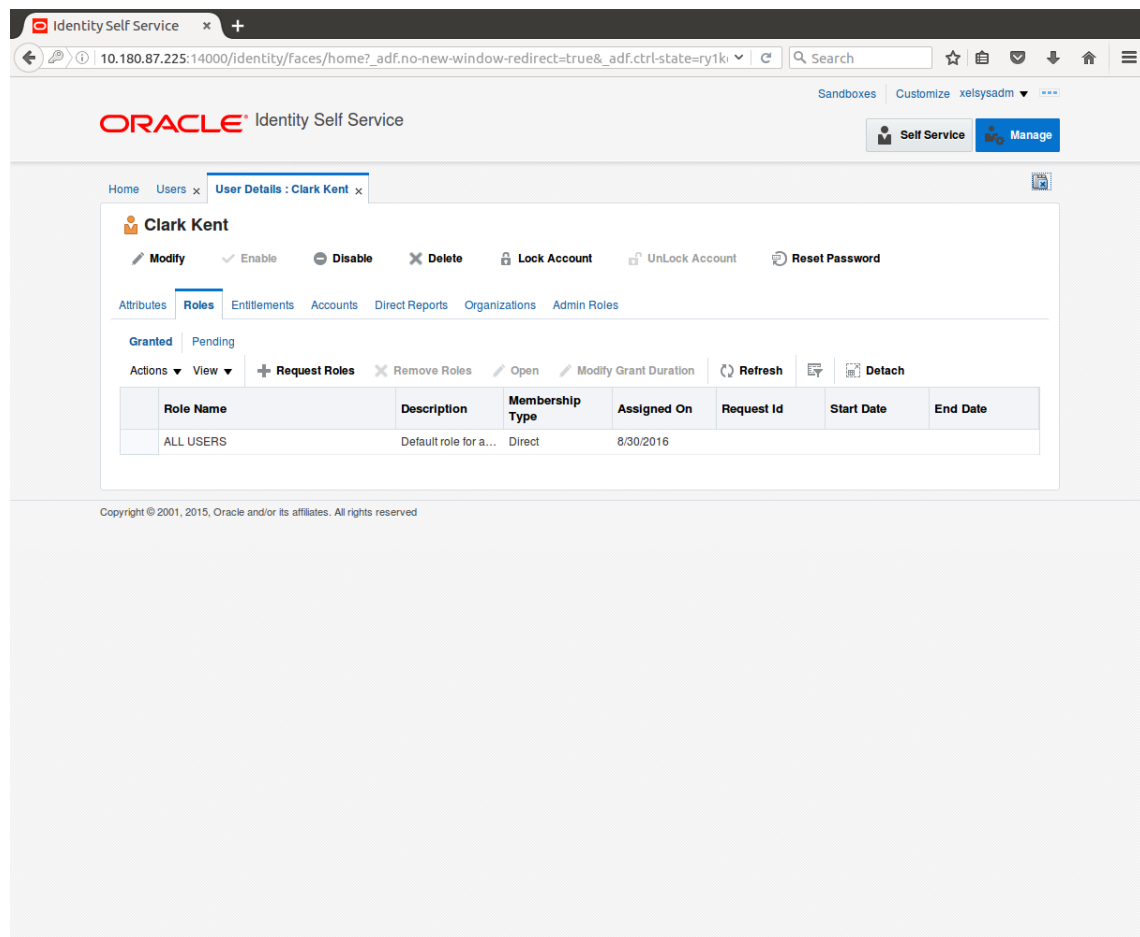 Identity Self Service × +
10.180.87.225:14000/identity/faces/home?_adf.no-new-window-redirect=true&_adf.ctrl-state=ry1k Search
Sandboxes Customize xelsysadm
ORACLE Identity Self Service
Self Service Manage
Home Users × User Details : Clark Kent ×
Clark Kent
Modify Enable Disable Delete Lock Account UnLock Account Reset Password
Attributes Roles Entitlements Accounts Direct Reports Organizations Admin Roles
Granted Pending
Actions View Request Roles Remove Roles Open Modify Grant Duration Refresh Detach
Role Name Description Membership Type Assigned On Request Id Start Date End Date
ALL USERS Default role for a... Direct 8/30/2016
Copyright © 2001, 2015, Oracle and/or its affiliates. All rights reserved